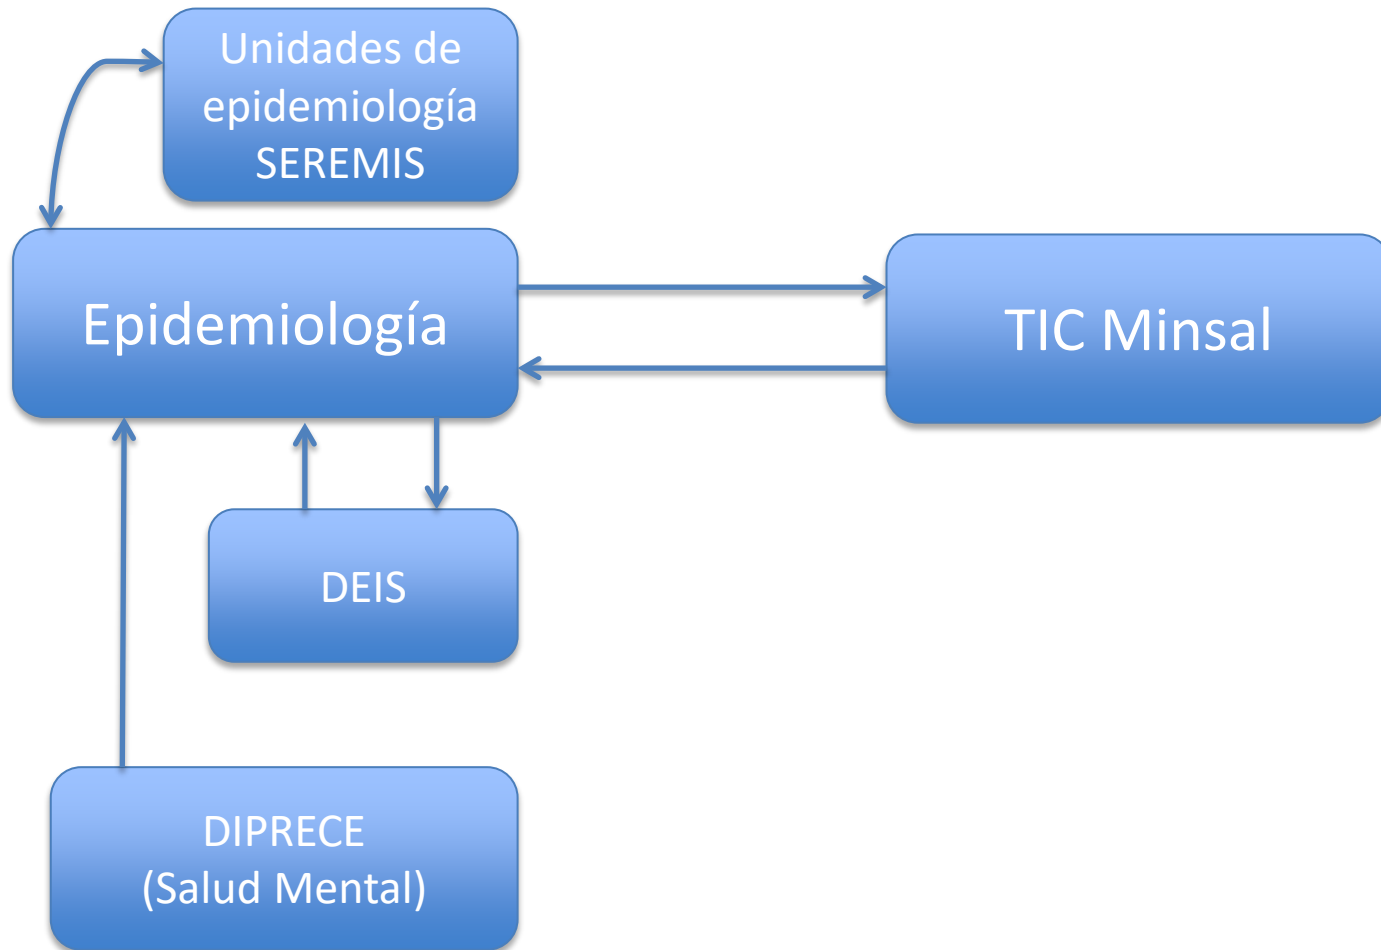 Unidades de
epidemiología
SEREMIS
Epidemiología
TIC Minsal
DEIS
DIPRECE
(Salud Mental)